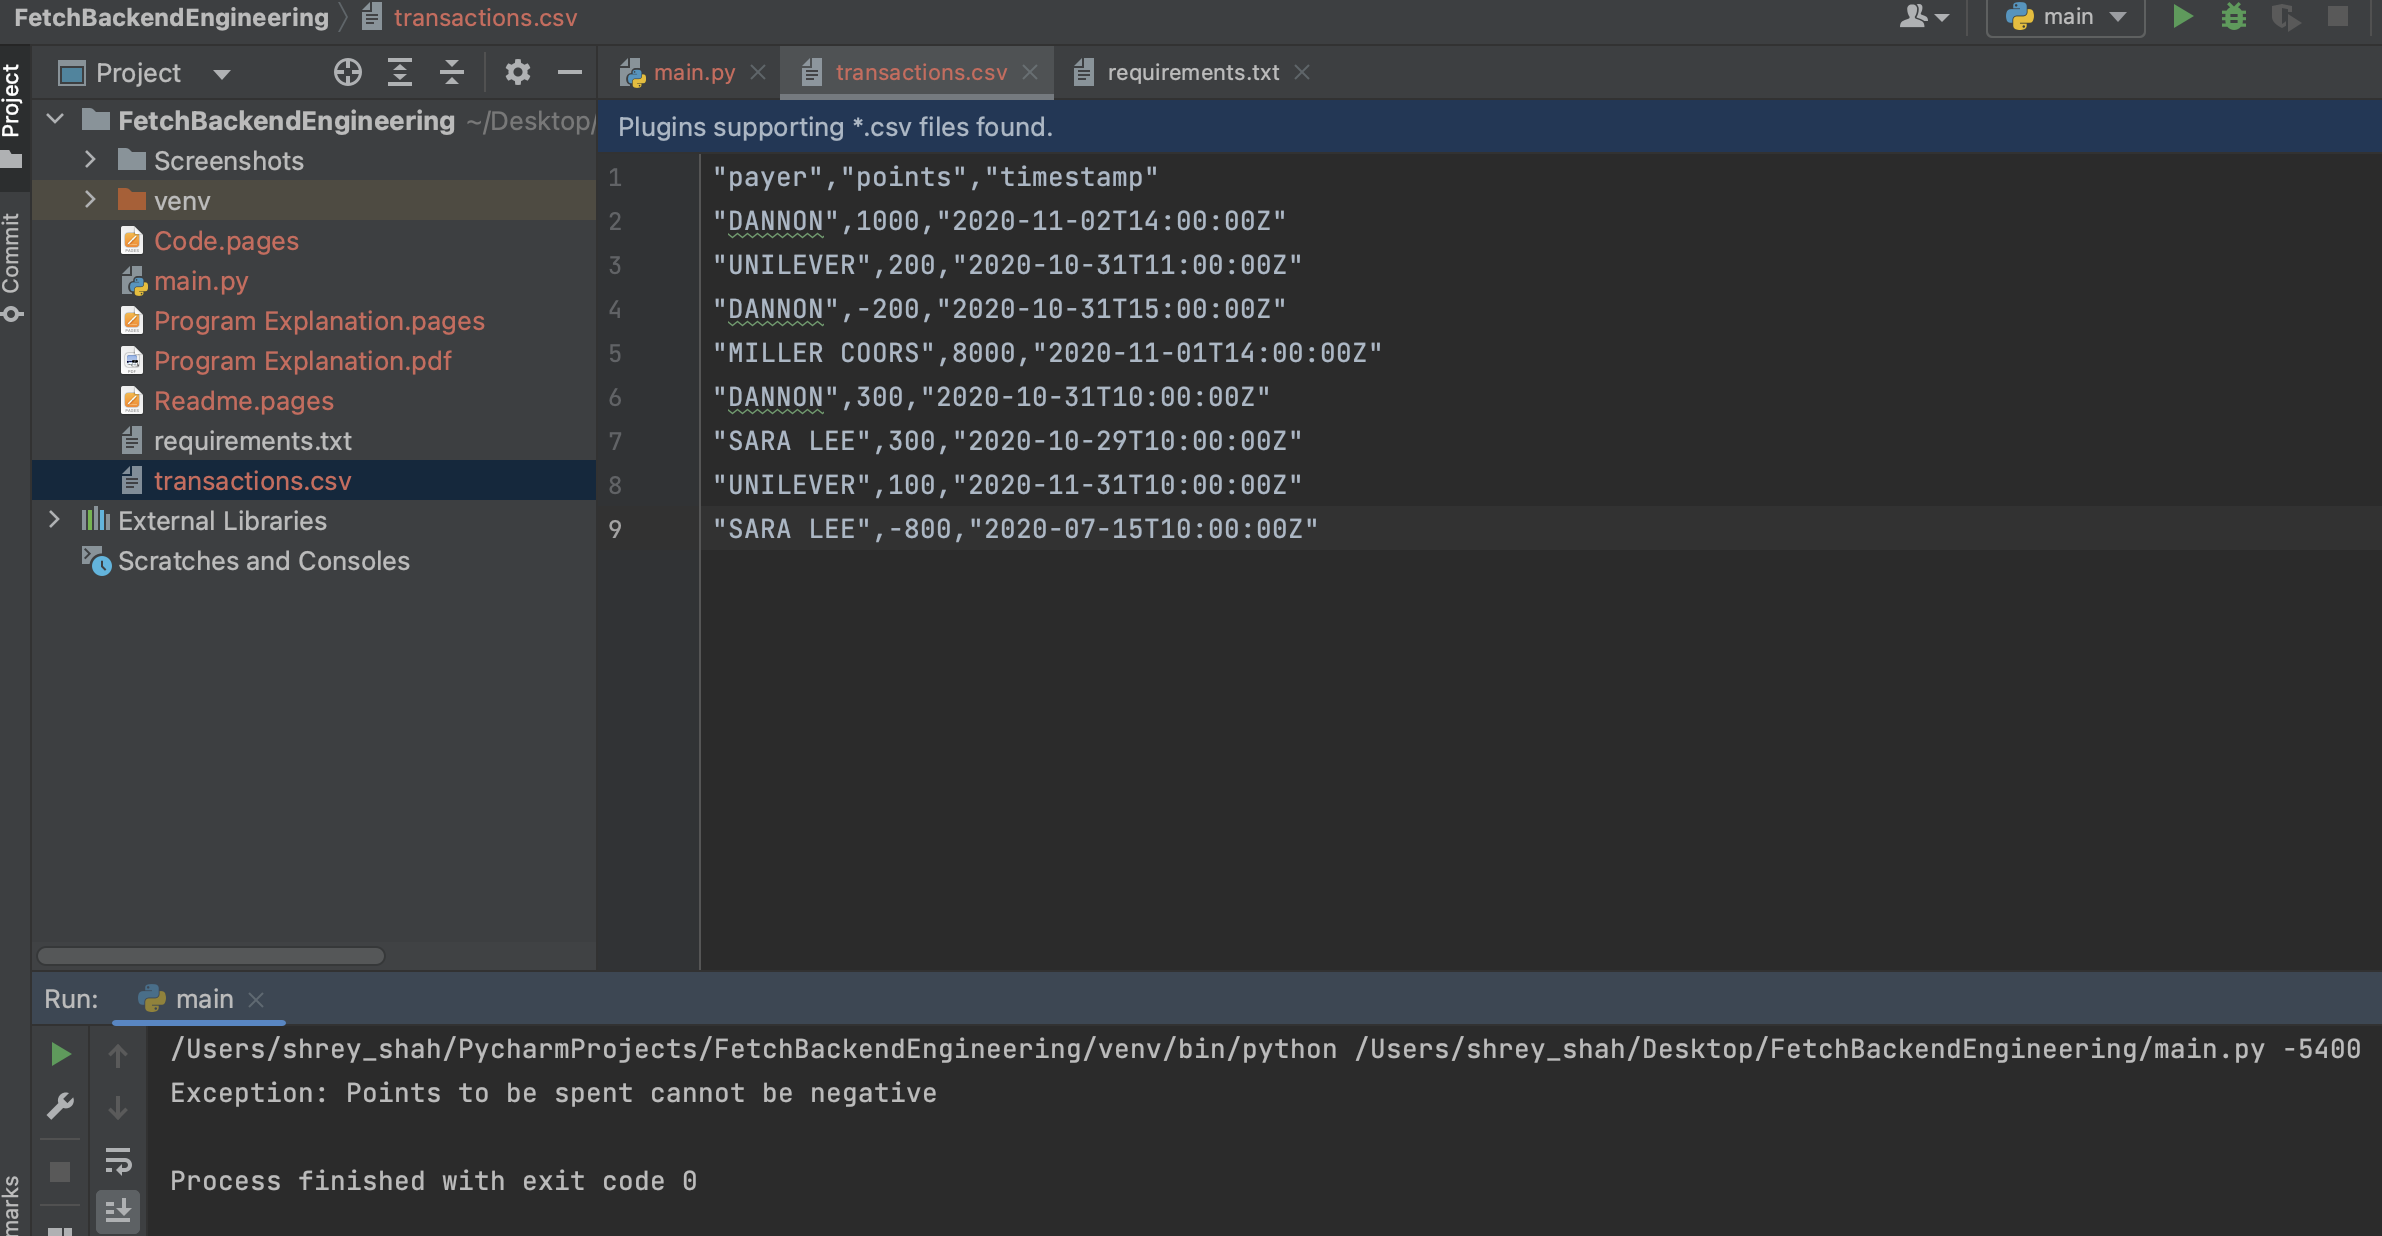 FetchBackendEngineering transactions.csv
main
Project
Project
Commit
marks
FetchBackendEngineering ~/Desktop/
Screenshots
venv
Code.pages
main.py
Program Explanation.pages
Program Explanation.pdf
Readme.pages
requirements.txt
transactions.csv
External Libraries
Scratches and Consoles
main.py transactions.csv requirements.txt
Plugins supporting *.csv files found.
1 "payer","points","timestamp"
2 "DANNON",1000,"2020-11-02T14:00:00Z"
3 "UNILEVER",200,"2020-10-31T11:00:00Z"
4 "DANNON",-200,"2020-10-31T15:00:00Z"
5 "MILLER COORS",8000,"2020-11-01T14:00:00Z"
6 "DANNON",300,"2020-10-31T10:00:00Z"
7 "SARA LEE",300,"2020-10-29T10:00:00Z"
8 "UNILEVER",100,"2020-11-31T10:00:00Z"
9 "SARA LEE",-800,"2020-07-15T10:00:00Z"
Run: main
/Users/shrey_shah/PycharmProjects/FetchBackendEngineering/venv/bin/python /Users/shrey_shah/Desktop/FetchBackendEngineering/main.py -5400
Exception: Points to be spent cannot be negative
Process finished with exit code 0